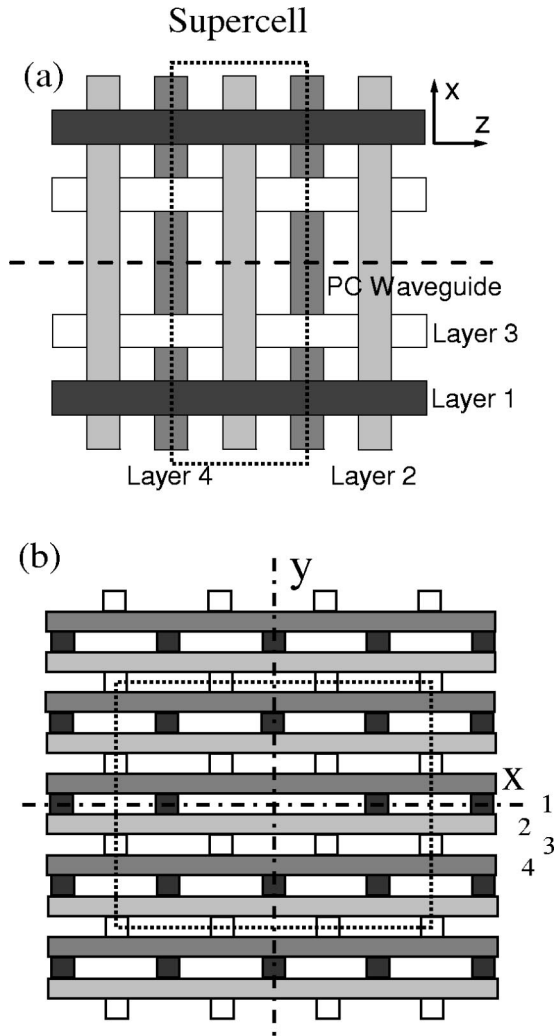 Supercell
(a)
x
z
PC Waveguide
Layer 3
Layer 1
Layer 4
Layer 2
(b)
y
x
1
2
3
4